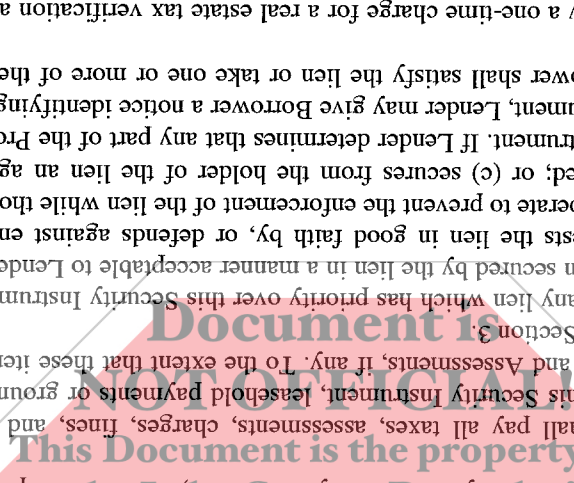 hall pay all taxes, assessments, charges, fines, and
his Security Instrument, leasehold payments or groun
and Assessments, if any. To the extent that these ite
Section 3.
any lien which has priority over this Security Instrum
n secured by the lien in a manner acceptable to Lende
sts the lien in good faith by, or defends against en
perate to prevent the enforcement of the lien while tho
ed; or (c) secures from the holder of the lien an ag
trument. If Lender determines that any part of the Pro
ument, Lender may give Borrower a notice identifying
ower shall satisfy the lien or take one or more of the
y a one-time charge for a real estate tax verification a
Document is
NOT OFFICIAL!
This Document is the property